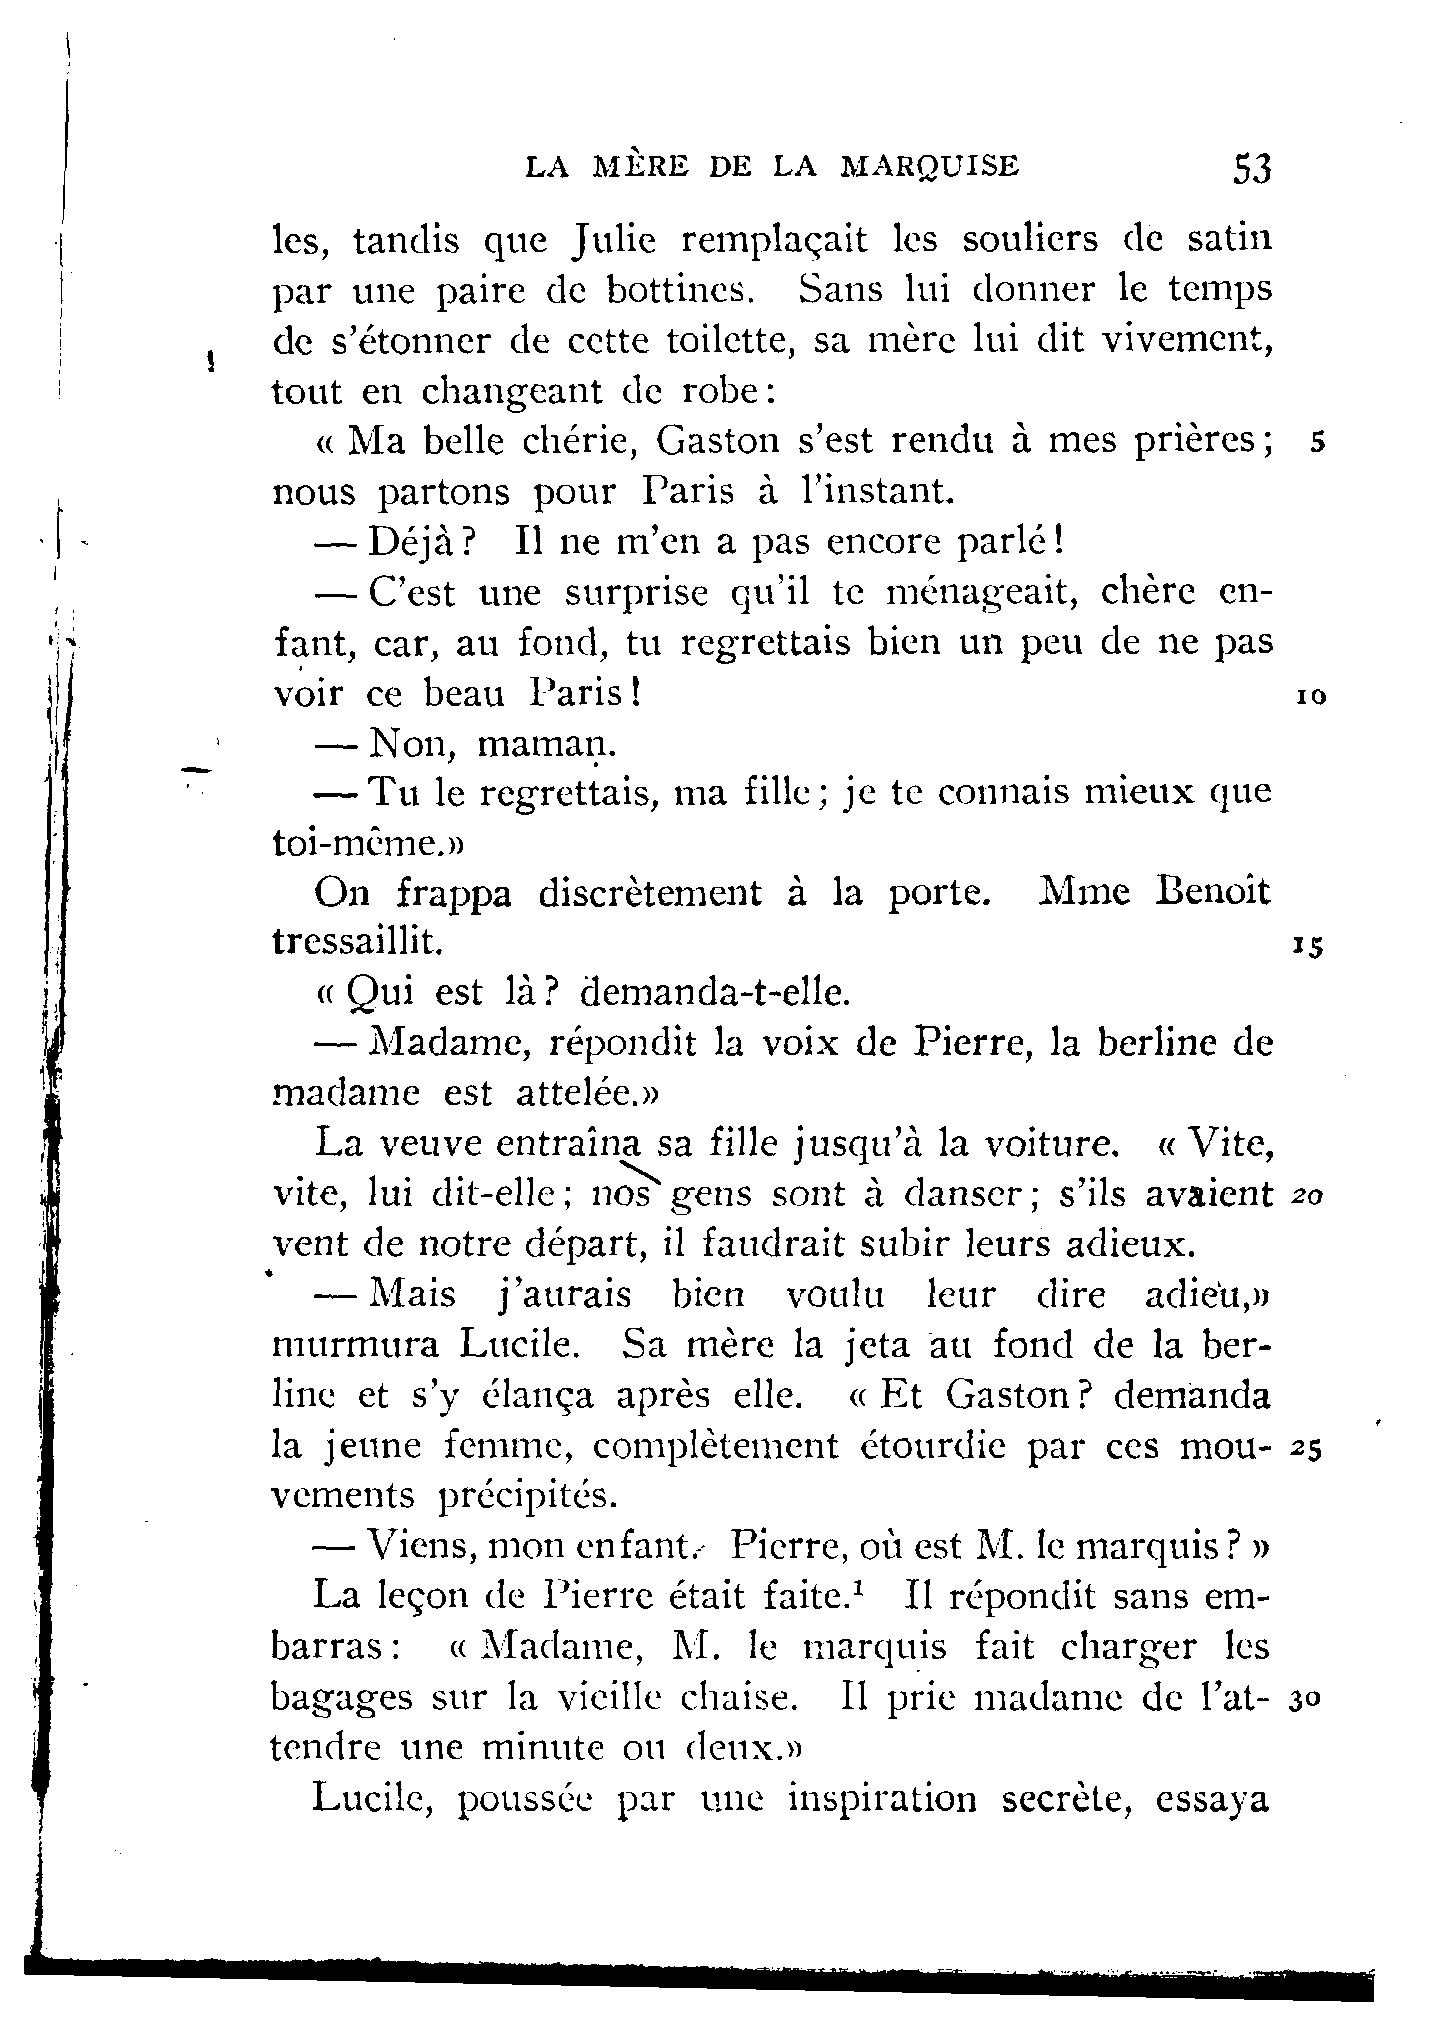 LA MÈRE DE LA MARQUISE 53
les, tandis que Julie remplaçait les souliers de satin
par une paire de bottines. Sans lui donner le temps
de s'étonner de cette toilette, sa mère lui dit vivement,
tout en changeant de robe :
« Ma belle chérie, Gaston s'est rendu à mes prières ; 5
nous partons pour Paris à l'instant.
— Déjà ? Il ne m'en a pas encore parlé !
— C'est une surprise qu'il te ménageait, chère en-
fant, car, au fond, tu regrettais bien un peu de ne pas
voir ce beau Paris ! 10
— Non, maman.
— Tu le regrettais, ma fille ; je te connais mieux que
toi-même.»
On frappa discrètement à la porte. Mme Benoît
tressaillit. 15
« Qui est là ? demanda-t-elle.
— Madame, répondit la voix de Pierre, la berline de
madame est attelée.»
La veuve entraîna sa fille jusqu'à la voiture. « Vite,
vite, lui dit-elle ; nos gens sont à danser ; s'ils avaient 20
vent de notre départ, il faudrait subir leurs adieux.
— Mais j'aurais bien voulu leur dire adieu,»
murmura Lucile. Sa mère la jeta au fond de la ber-
line et s'y élança après elle. « Et Gaston ? demanda
la jeune femme, complètement étourdie par ces mou- 25
vements précipités.
— Viens, mon enfant. Pierre, où est M. le marquis ? »
La leçon de Pierre était faite.¹ Il répondit sans em-
barras : « Madame, M. le marquis fait charger les
bagages sur la vieille chaise. Il prie madame de l'at- 30
tendre une minute ou deux.»
Lucile, poussée par une inspiration secrète, essaya